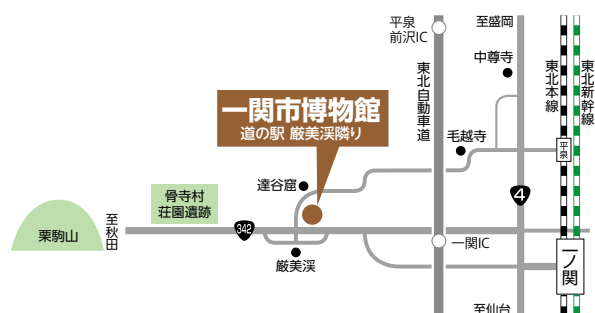 平泉
前沢IC
至盛岡
中尊寺
東北自動車道
東北本線
東北新幹線
一関市博物館
道の駅 厳美渓隣り
毛越寺
平泉
達谷窟
骨寺村
荘園遺跡
4
至秋田
342
栗駒山
一関IC
厳美渓
一ノ関
至仙台